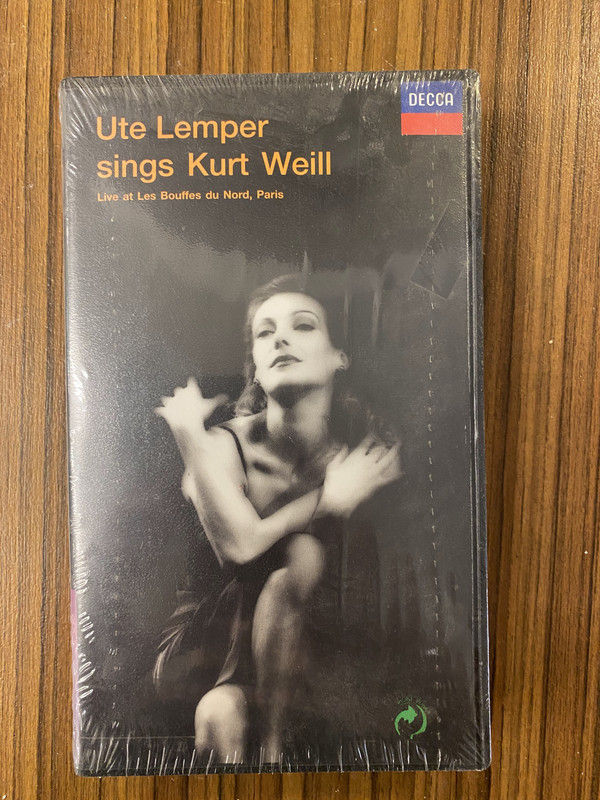 DECCA
Ute Lemper
sings Kurt Weill
Live at Les Bouffes du Nord, Paris